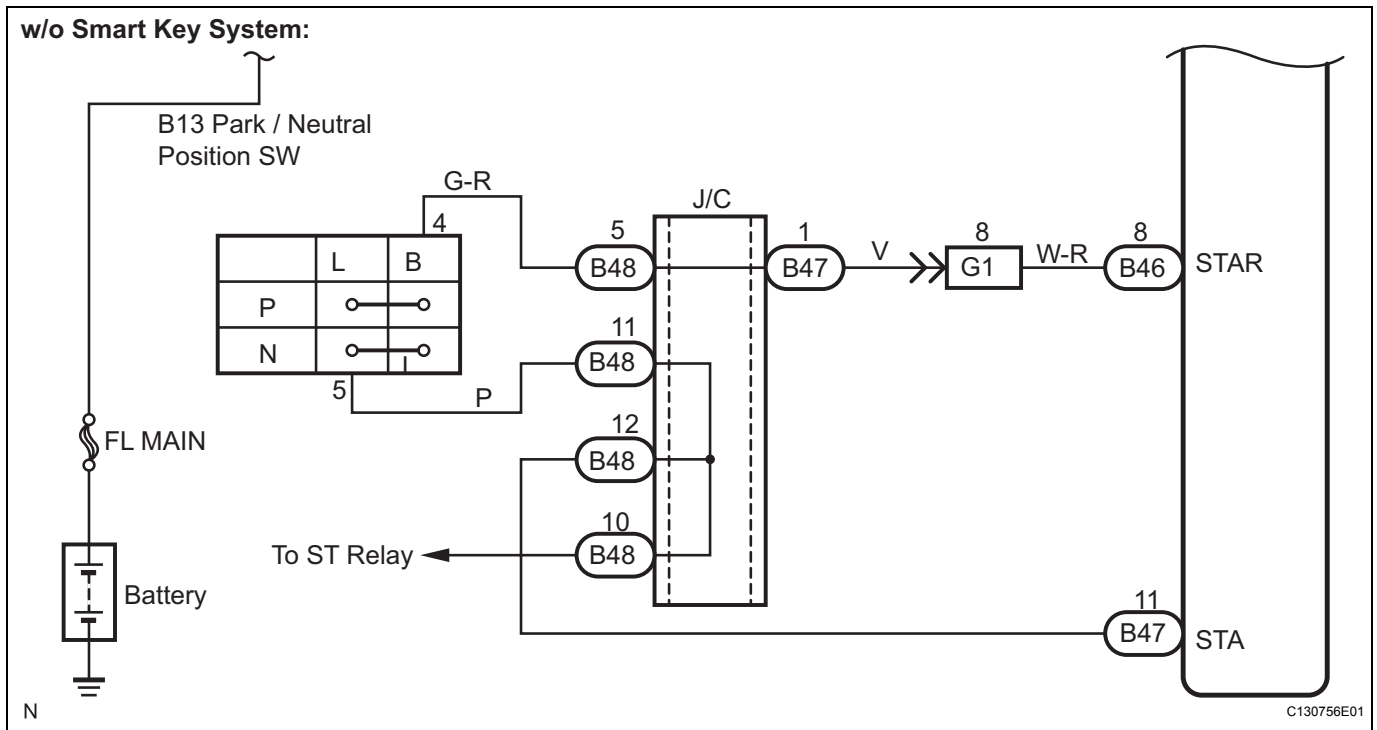 w/o Smart Key System:
B13 Park / Neutral
Position SW
G-R
4
L B
P
N
5
P
J/C
5
B48
1
B47
V
8
G1
W-R
8
B46
STAR
11
B48
12
B48
10
B48
To ST Relay
FL MAIN
Battery
11
B47
STA
N
C130756E01